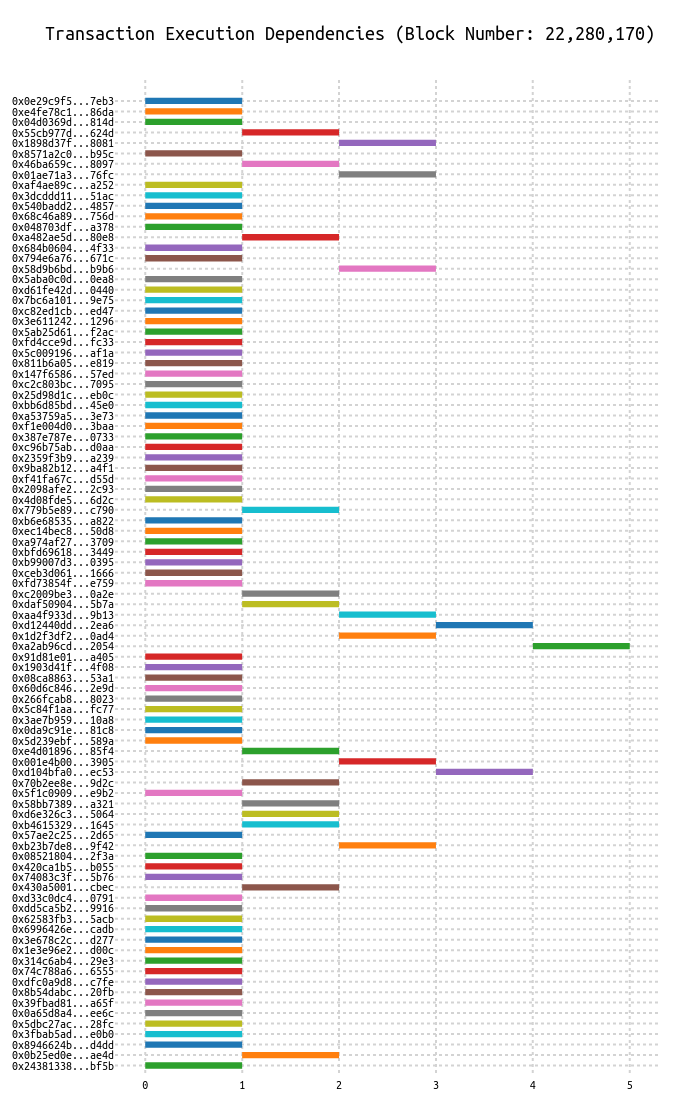 Transaction Execution Dependencies (Block Number: 22,280,170)
0x0e29c9f5...7eb3
0xe4fe78c1...86da
0x04d0369d...814d
0x55cb977d...624d
0x1898d37f...8081
0x8571a2c0...b95c
0x46ba659c...8097
0x01ae71a3...76fc
0xaf4ae89c...a252
0x3dcddd11...51ac
0x540badd2...4857
0x68c46a89...756d
0x048703df...a378
0xa482ae5d...80e8
0x684b0604...4f33
0x794e6a76...671c
0x58d9b6bd...b9b6
0x5aba0c0d...0ea8
0xd61fe42d...0440
0x7bc6a101...9e75
0xc82ed1cb...ed47
0x3e611242...1296
0x5ab25d61...f2ac
0xfd4cce9d...fc33
0x5c009196...af1a
0x811b6a05...e819
0x147f6586...57ed
0xc2c803bc...7095
0x25d98d1c...eb0c
0xbb6d85bd...45e0
0xa53759a5...3e73
0xf1e004d0...3baa
0x387e787e...0733
0xc96b75ab...d0aa
0x2359f3b9...a239
0x9ba82b12...a4f1
0xf41fa67c...d55d
0x2098afe2...2c93
0x4d08fde5...6d2c
0x779b5e89...c790
0xb6e68535...a822
0xec14bec8...50d8
0xa974af27...3709
0xbfd69618...3449
0xb99007d3...0395
0xceb3d061...1666
0xfd73854f...e759
0xc2009be3...0a2e
0xdaf50904...5b7a
0xaa4f933d...9b13
0xd12440dd...2ea6
0x1d2f3df2...0ad4
0xa2ab96cd...2054
0x91d81e01...a405
0x1903d41f...4f08
0x08ca8863...53a1
0x60d6c846...2e9d
0x266fcab8...8023
0x5c84f1aa...fc77
0x3ae7b959...10a8
0x0da9c91e...81c8
0x5d239ebf...589a
0xe4d01896...85f4
0x001e4b00...3905
0xd104bfa0...ec53
0x70b2ee8e...9d2c
0x5f1c0909...e9b2
0x58bb7389...a321
0xd6e326c3...5064
0xb4615329...1645
0x57ae2c25...2d65
0xb23b7de8...9f42
0x08521804...2f3a
0x420ca1b5...b055
0x74083c3f...5b76
0x430a5001...cbec
0xd33c0dc4...0791
0xdd5ca5b2...9916
0x62583fb3...5acb
0x6996426e...cadb
0x3e678c2c...d277
0x1e3e96e2...d00c
0x314c6ab4...29e3
0x74c788a6...6555
0xdfc0a9d8...c7fe
0x8b54dabc...20fb
0x39fbad81...a65f
0x0a65d8a4...ee6c
0x5dbc27ac...28fc
0x3fbab5ad...e0b0
0x8946624b...d4dd
0x0b25ed0e...ae4d
0x24381338...bf5b
0 1 2 3 4 5